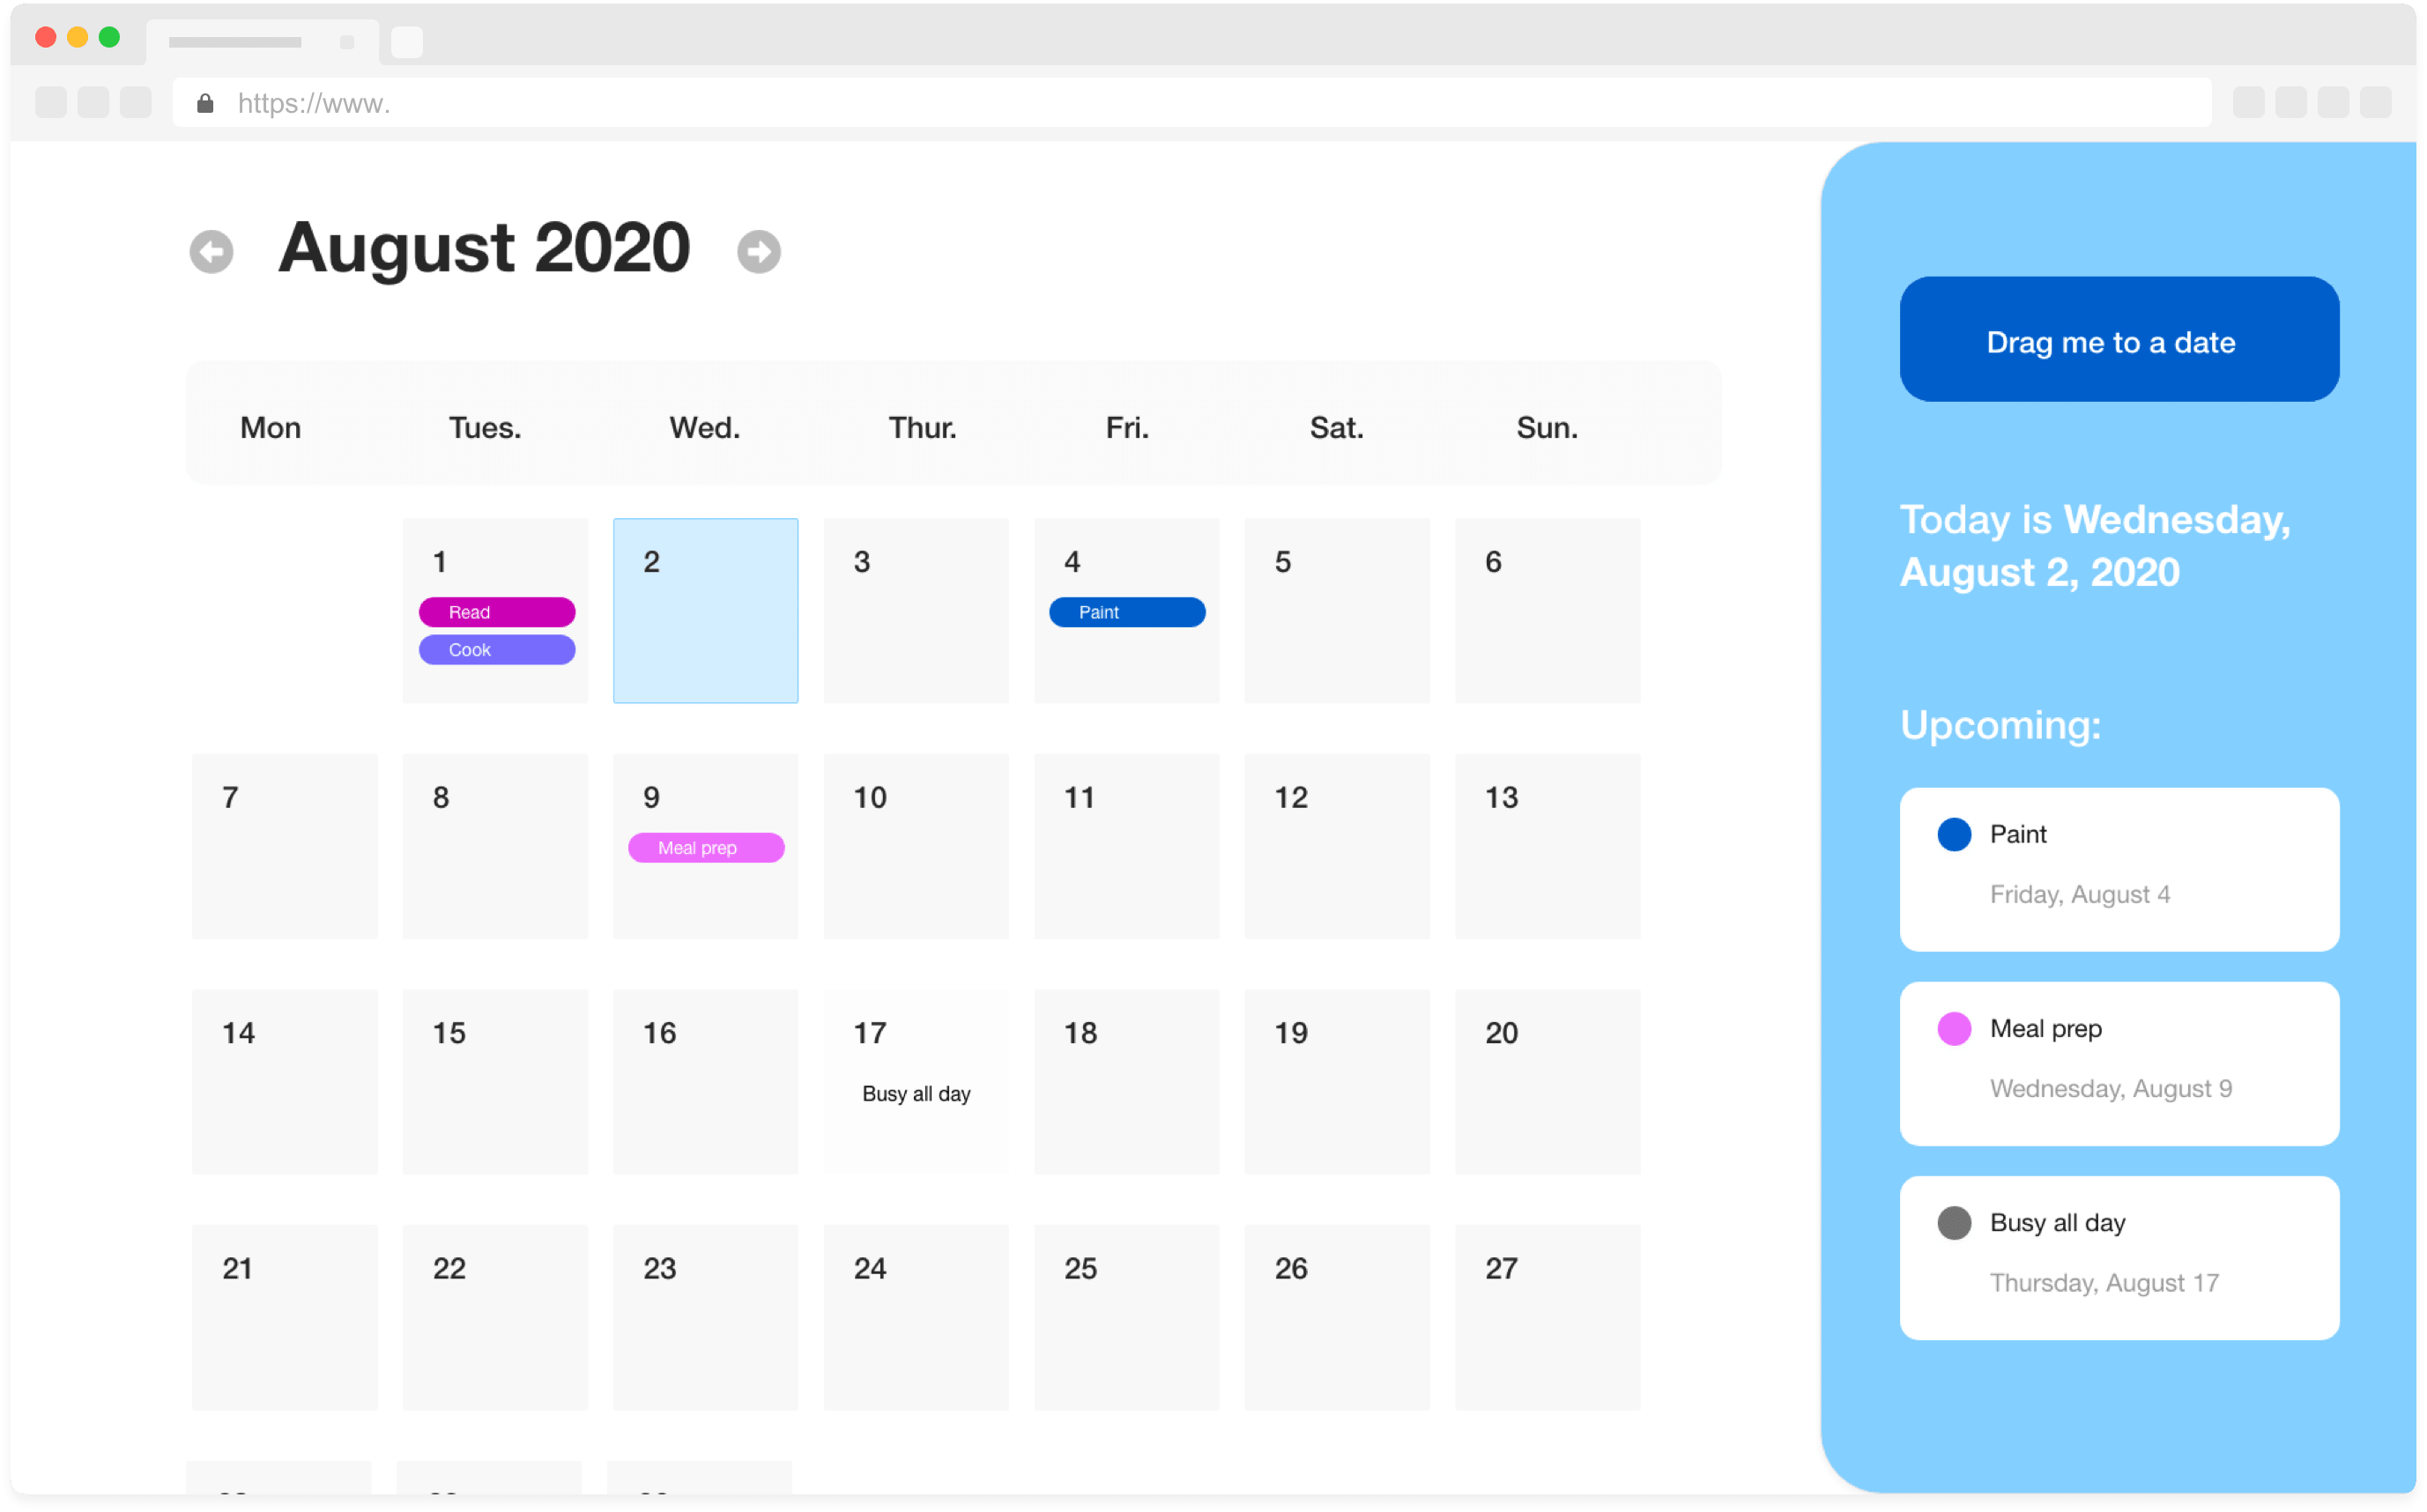 https://www.
August 2020
Drag me to a date
Mon Tues. Wed. Thur. Fri. Sat. Sun.
Today is Wednesday,
August 2, 2020
1 2 3 4 5 6
Read Paint
Cook
Upcoming:
7 8 9 10 11 12 13
Meal prep
Paint
Friday, August 4
14 15 16 17 18 19 20
Busy all day
Meal prep
Wednesday, August 9
21 22 23 24 25 26 27
Busy all day
Thursday, August 17